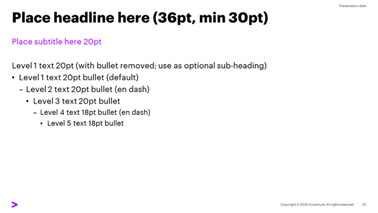 Presentation date
Place headline here (36pt, min 30pt)
Place subtitle here 20pt
Level 1 text 20pt (with bullet removed; use as optional sub-heading)
• Level 1 text 20pt bullet (default)
– Level 2 text 20pt bullet (en dash)
• Level 3 text 20pt bullet
– Level 4 text 18pt bullet (en dash)
• Level 5 text 18pt bullet
Copyright © 2020 Accenture. All rights reserved.